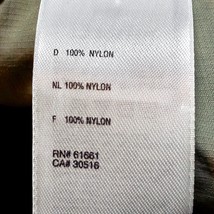 D 100% NYLON
NL 100% NYLON
F 100% NYLON
RN# 61661
CA# 30516